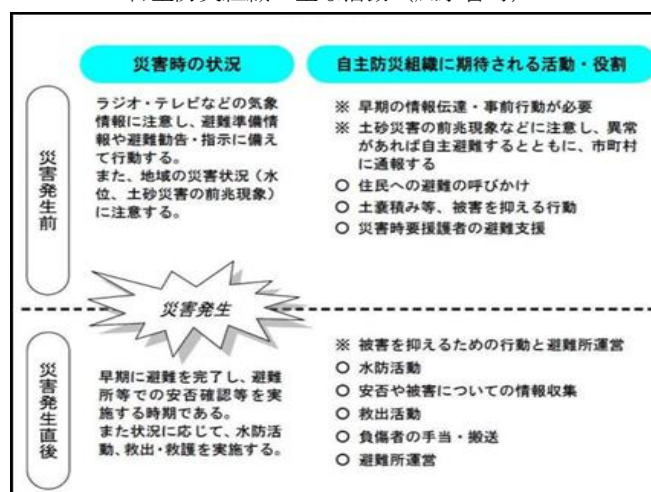 災害時の状況
自主防災組織に期待される活動・役割
災害発生前
ラジオ・テレビなどの気象
情報に注意し、避難準備情
報や避難勧告・指示に備え
て行動する。
また、地域の災害状況（水
位、土砂災害の前兆現象）
に注意する。
※ 早期の情報伝達・事前行動が必要
※ 土砂災害の前兆現象などに注意し、異常
があれば自主避難するとともに、市町村
に通報する
○ 住民への避難の呼びかけ
○ 土嚢積み等、被害を抑える行動
○ 災害時要援護者の避難支援
災害発生
災害発生直後
早期に避難を完了し、避難
所等での安否確認等を実
施する時期である。
また状況に応じて、水防活
動、救出・救護を実施する。
※ 被害を抑えるための行動と避難所運営
○ 水防活動
○ 安否や被害についての情報収集
○ 救出活動
○ 負傷者の手当・搬送
○ 避難所運営